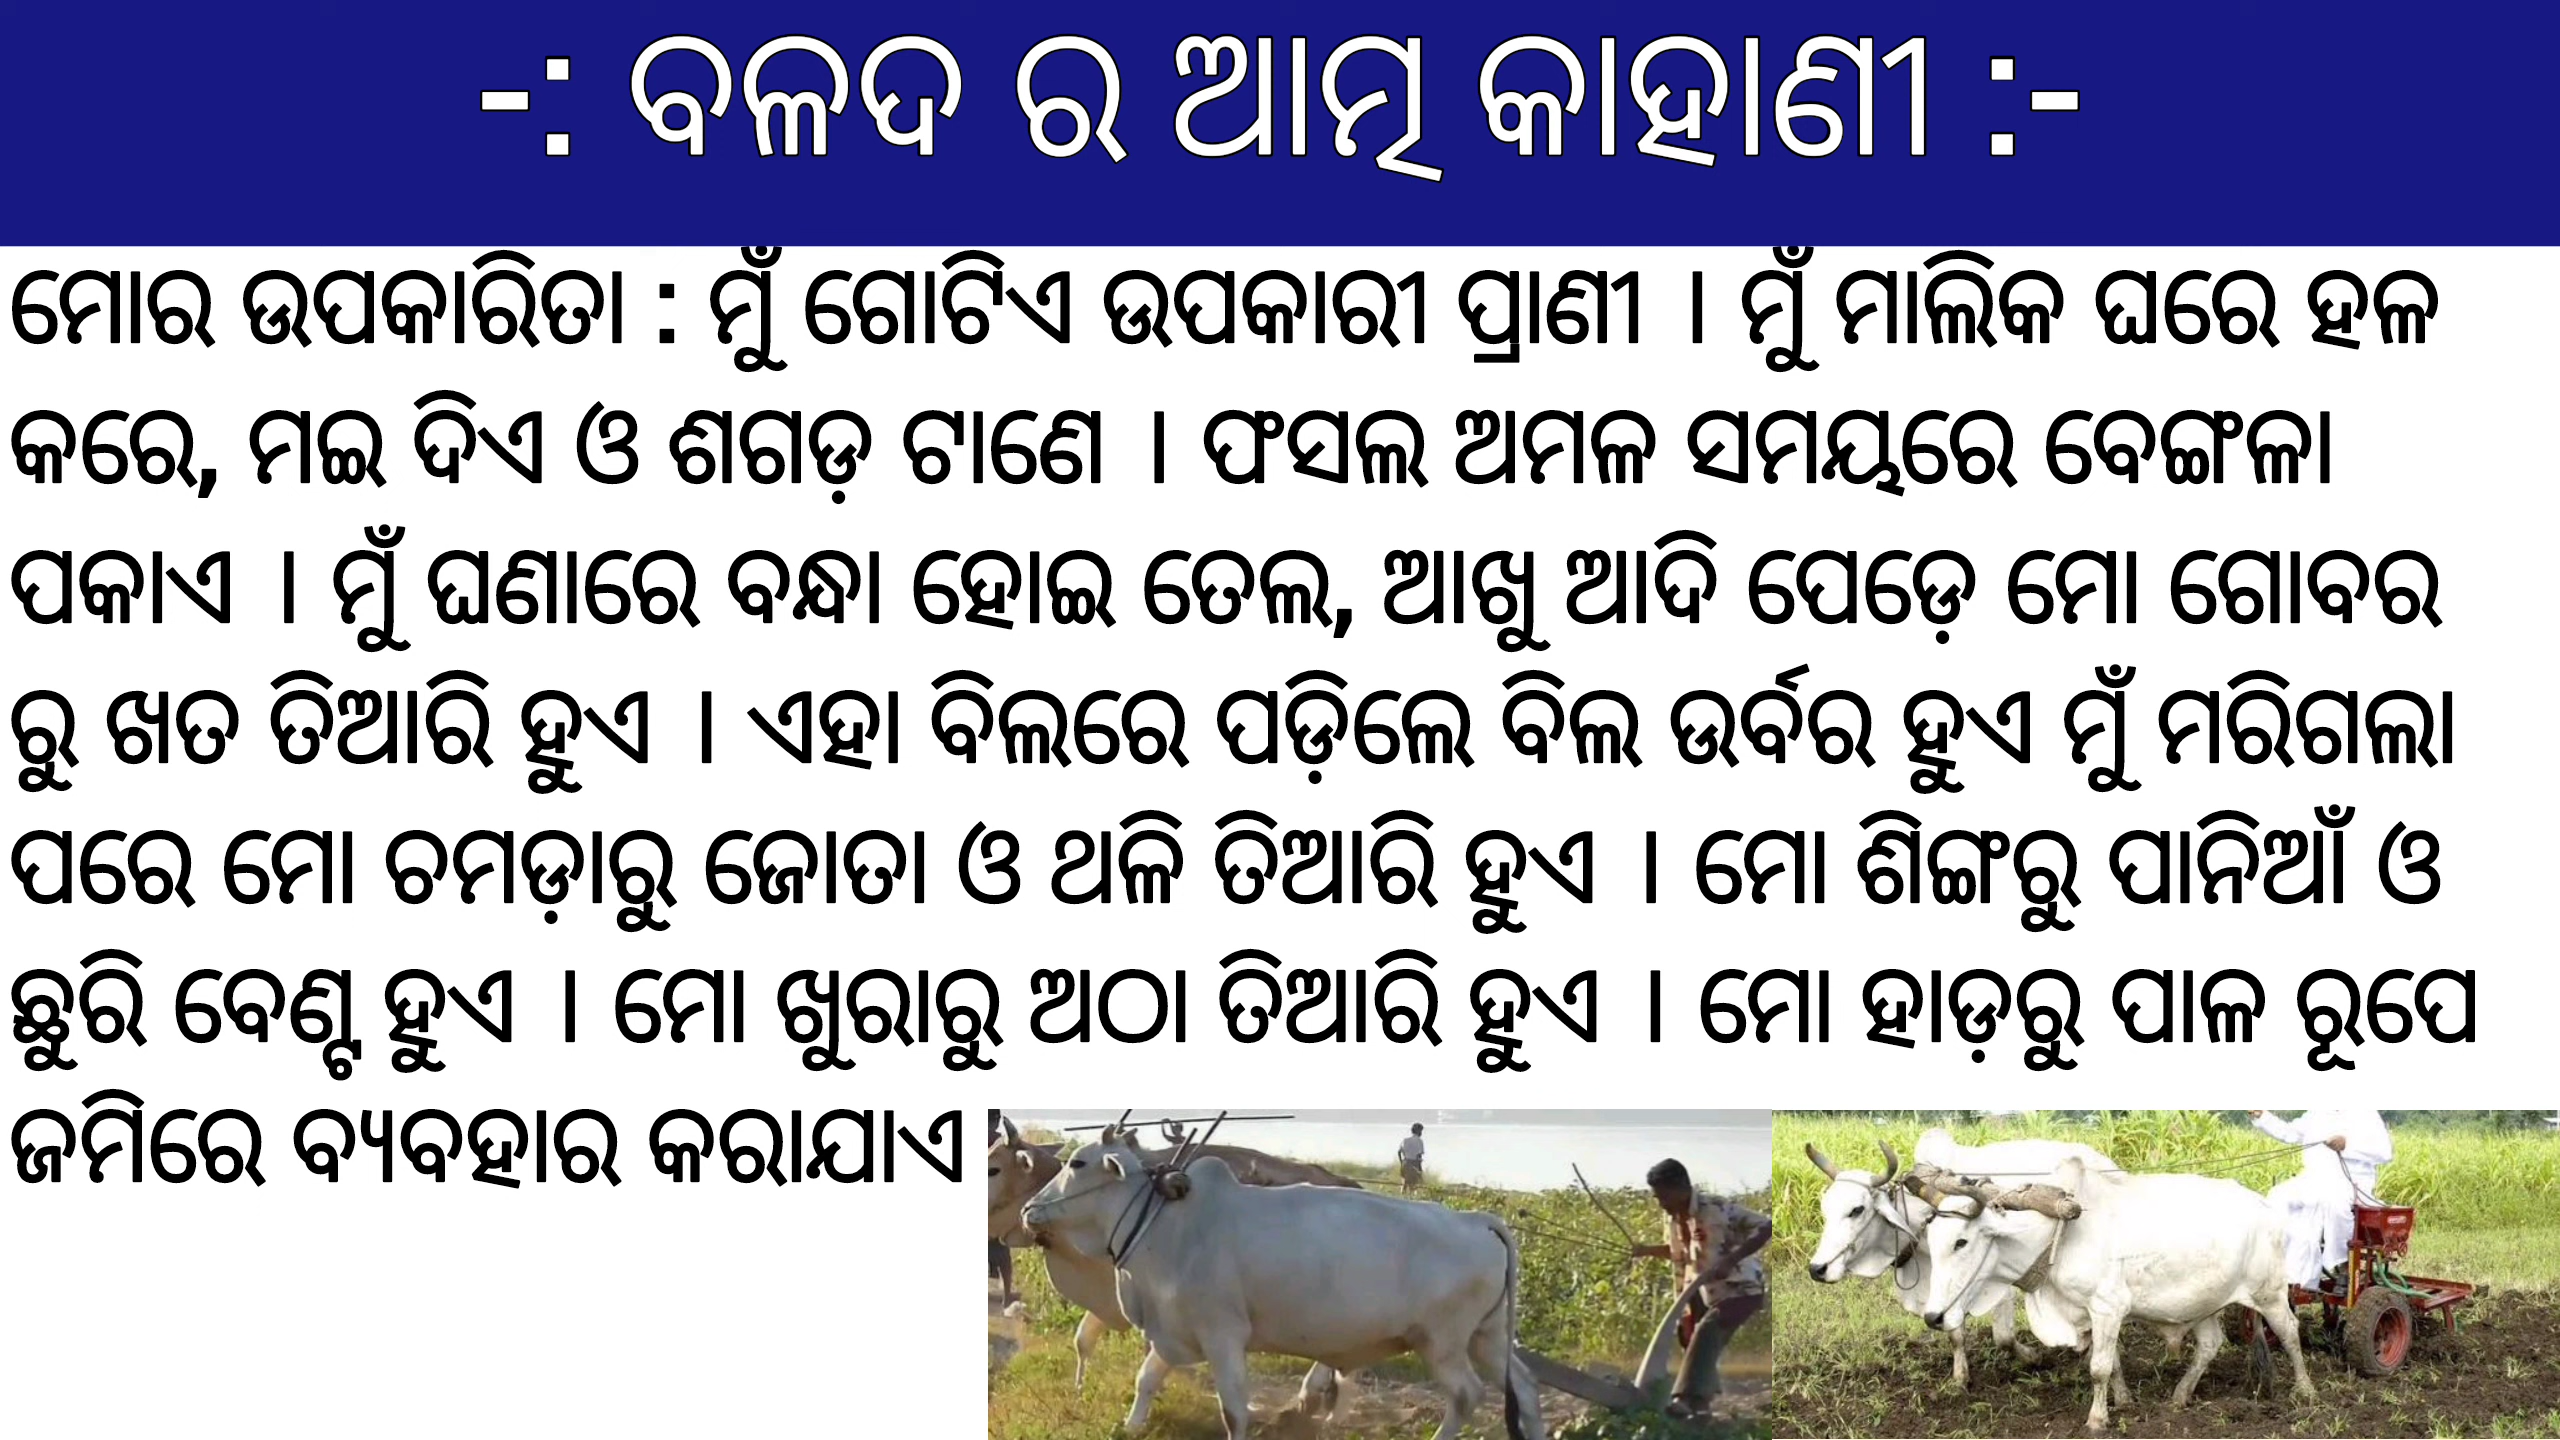 -: ବଳଦ ର ଆତ୍ମ କାହାଣୀ :-
ମୋର ଉପକାରିତା : ମୁଁ ଗୋଟିଏ ଉପକାରୀ ପ୍ରାଣୀ । ମୁଁ ମାଲିକ ଘରେ ହଳ
କରେ, ମଇ ଦିଏ ଓ ଶଗଡ଼ ଟାଣେ । ଫସଲ ଅମଳ ସମୟରେ ବେଙ୍ଗଳା
ପକାଏ । ମୁଁ ଘଣାରେ ବନ୍ଧା ହୋଇ ତେଲ, ଆଖୁ ଆଦି ପେଡ଼େ ମୋ ଗୋବର
ରୁ ଖତ ତିଆରି ହୁଏ । ଏହା ବିଲରେ ପଡ଼ିଲେ ବିଲ ଉର୍ବର ହୁଏ ମୁଁ ମରିଗଲା
ପରେ ମୋ ଚମଡ଼ାରୁ ଜୋତା ଓ ଥଳି ତିଆରି ହୁଏ । ମୋ ଶିଙ୍ଗରୁ ପାନିଆଁ ଓ
ଛୁରି ବେଣ୍ଟ ହୁଏ । ମୋ ଖୁରାରୁ ଅଠା ତିଆରି ହୁଏ । ମୋ ହାଡ଼ରୁ ପାଳ ରୂପେ
ଜମିରେ ବ୍ୟବହାର କରାଯାଏ